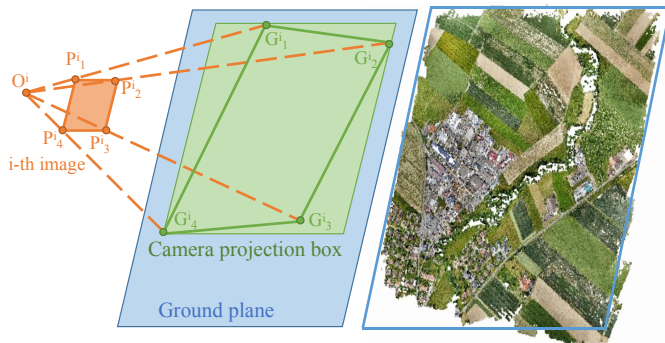 G^i_1
G^i_2
P^i_1
O^i
P^i_2
P^i_4
P^i_3
i-th image
G^i_4
G^i_3
Camera projection box
Ground plane